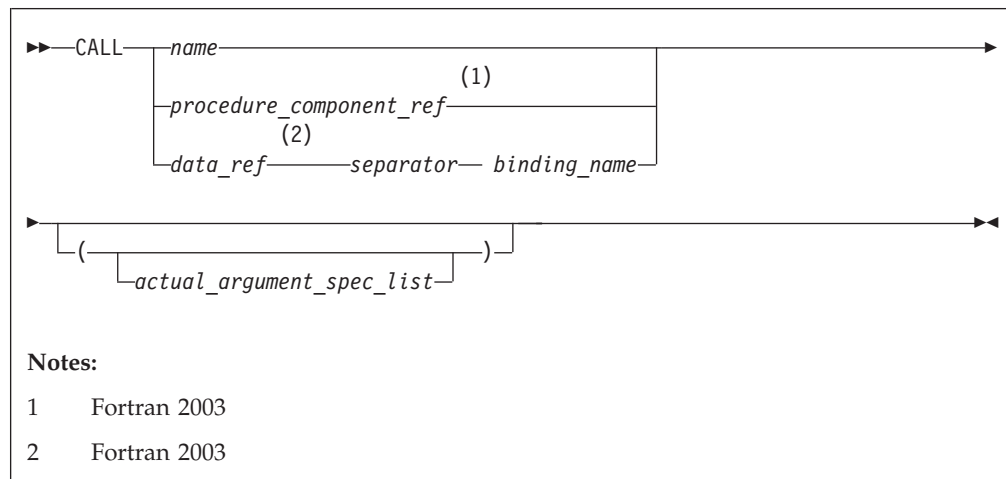 CALL name
(1)
procedure_component_ref
(2)
data_ref separator binding_name
( )
actual_argument_spec_list
Notes:
1 Fortran 2003
2 Fortran 2003